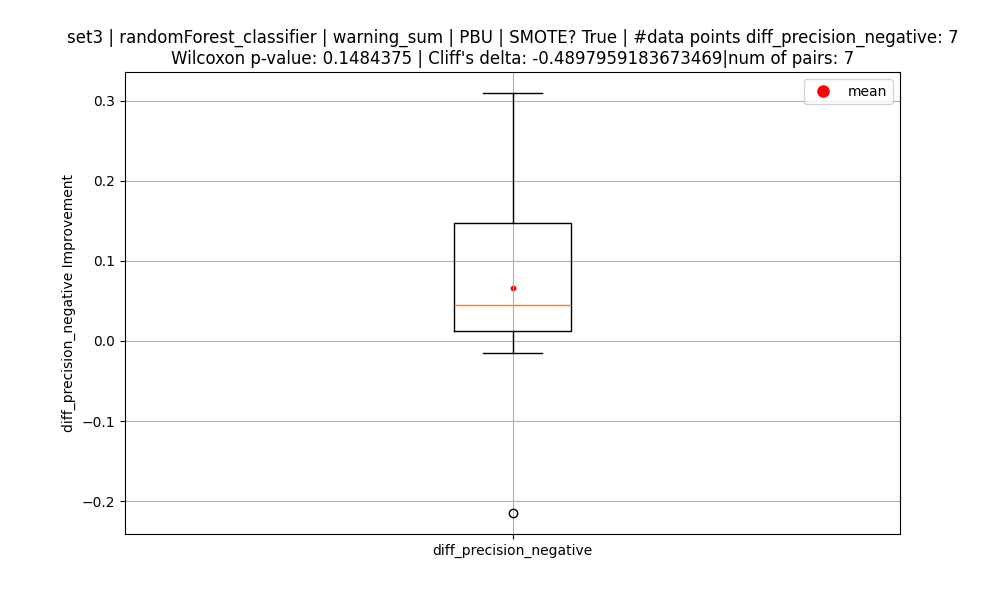 set3 | randomForest_classifier | warning_sum | PBU | SMOTE? True | #data points diff_precision_negative: 7
Wilcoxon p-value: 0.1484375 | Cliff's delta: -0.4897959183673469|num of pairs: 7
mean
0.3
0.2
0.1
0.0
−0.1
−0.2
diff_precision_negative Improvement
diff_precision_negative